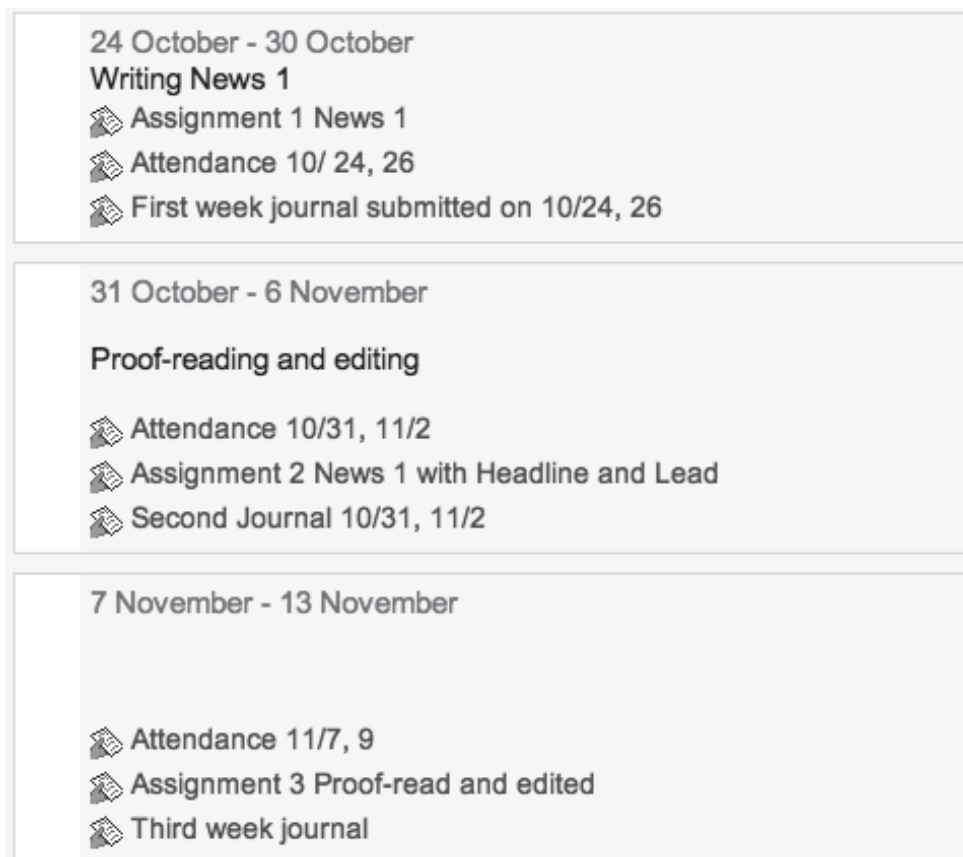 24 October - 30 October
Writing News 1
Assignment 1 News 1
Attendance 10/ 24, 26
First week journal submitted on 10/24, 26
31 October - 6 November
Proof-reading and editing
Attendance 10/31, 11/2
Assignment 2 News 1 with Headline and Lead
Second Journal 10/31, 11/2
7 November - 13 November
Attendance 11/7, 9
Assignment 3 Proof-read and edited
Third week journal